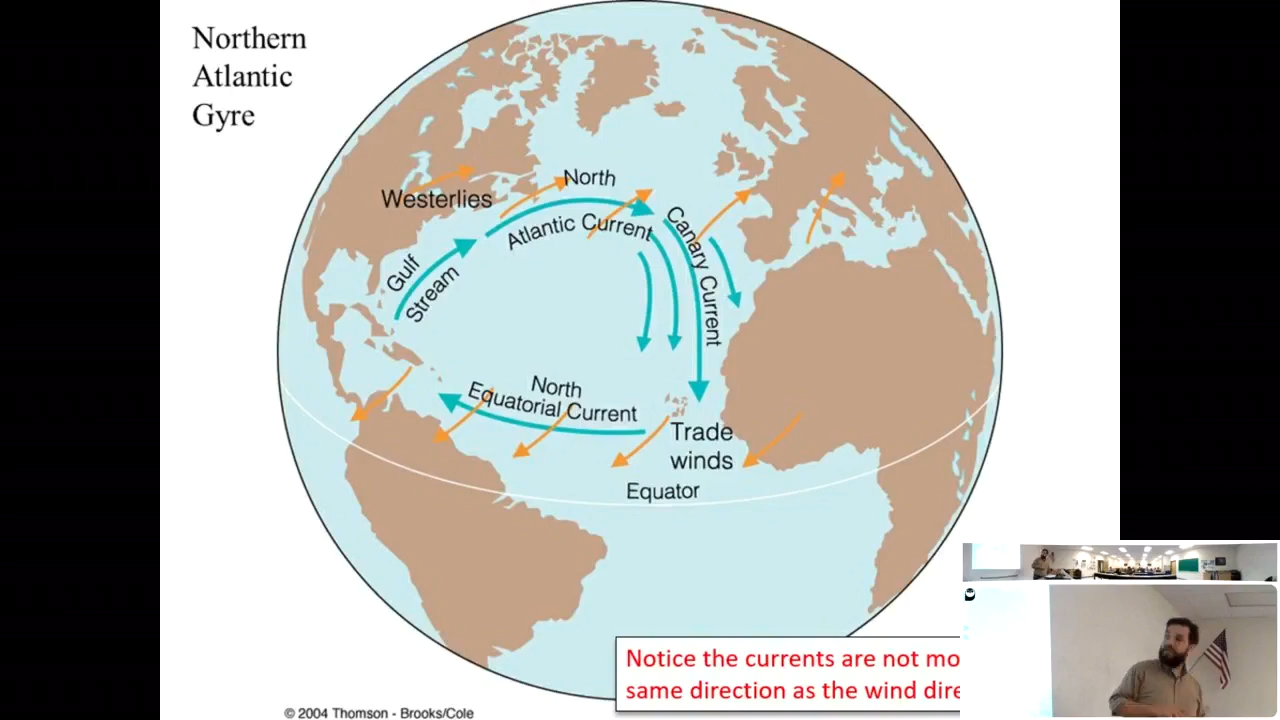 Northern
Atlantic
Gyre
North
Westerlies
Atlantic Current
Canary Current
Gulf
Stream
North
Equatorial Current
Trade
winds
Equator
Notice the currents are not mo
same direction as the wind dire
© 2004 Thomson - Brooks/Cole